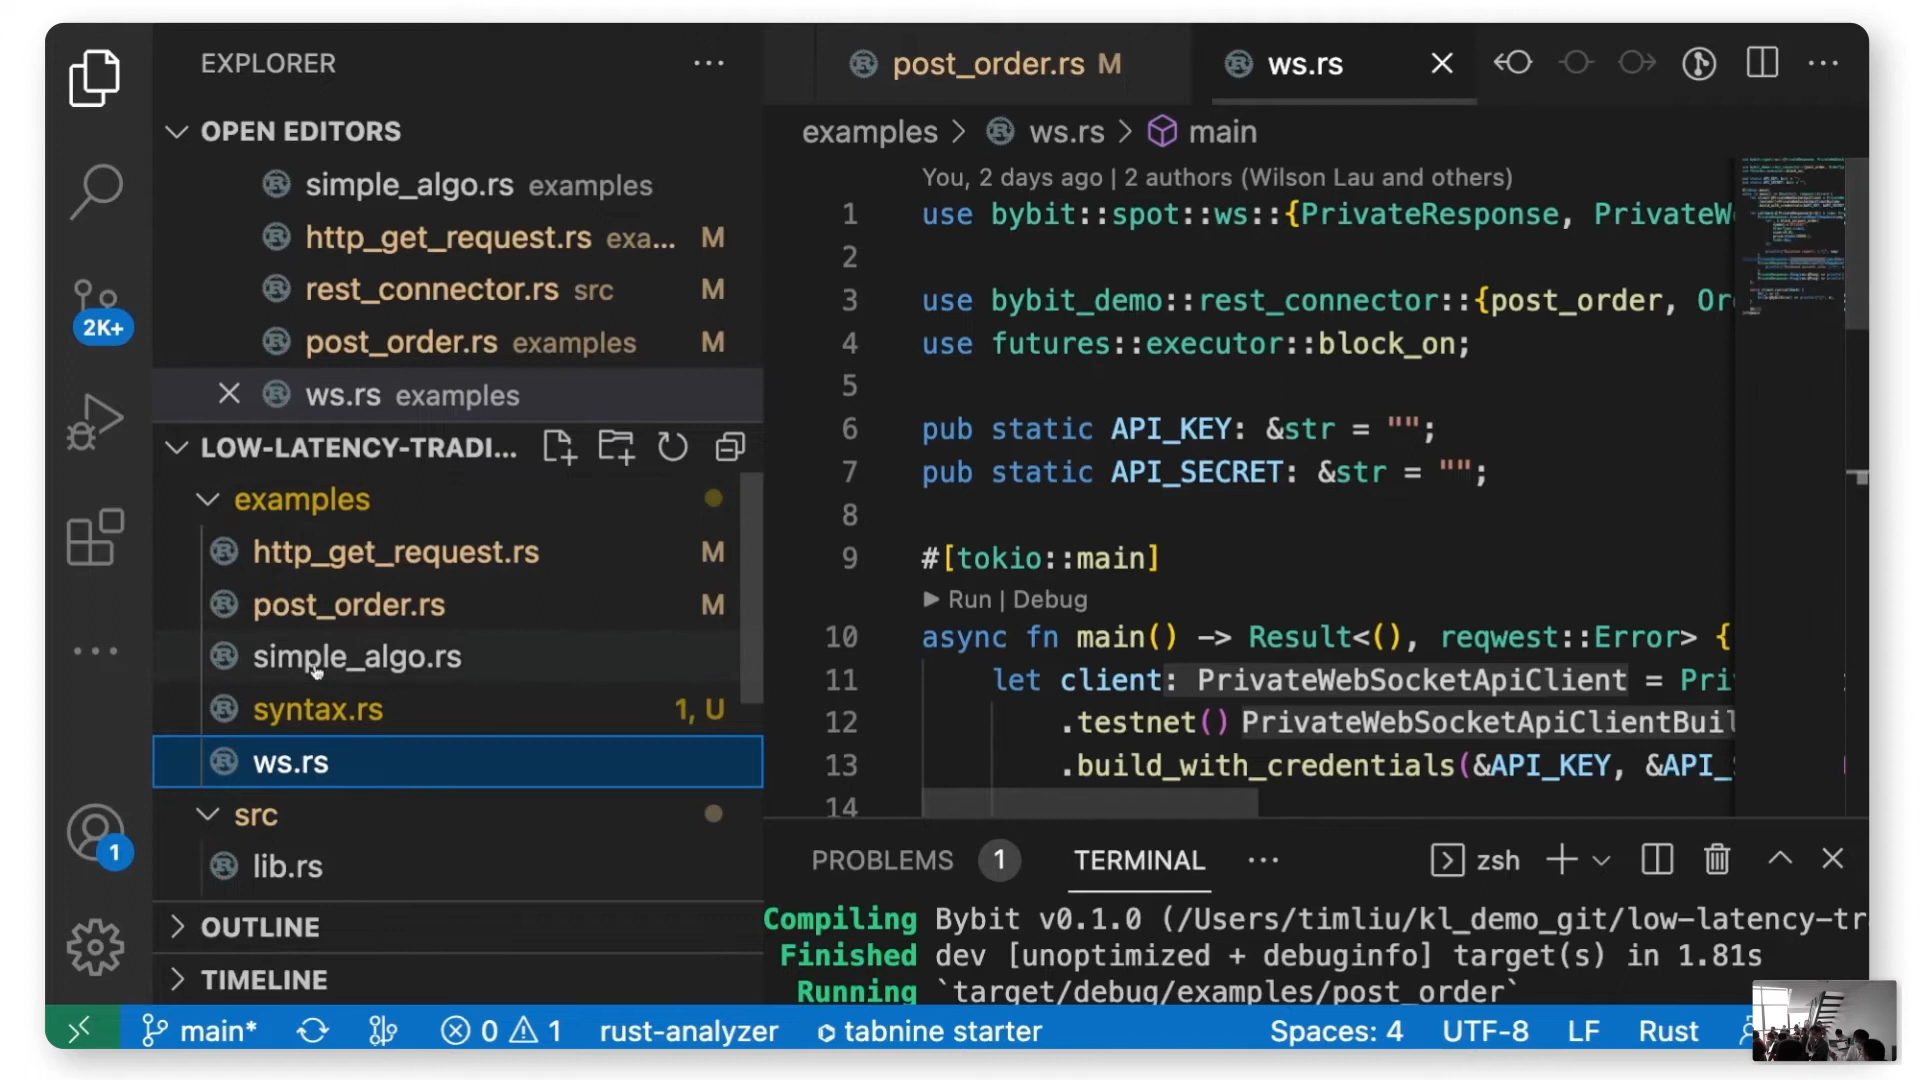 EXPLORER
post_order.rs M
ws.rs
OPEN EDITORS
simple_algo.rs examples
http_get_request.rs exa... M
rest_connector.rs src M
post_order.rs examples M
ws.rs examples
LOW-LATENCY-TRADI...
examples
http_get_request.rs M
post_order.rs M
simple_algo.rs
syntax.rs 1, U
ws.rs
src
lib.rs
OUTLINE
TIMELINE
2K+
1
examples > ws.rs > main
You, 2 days ago | 2 authors (Wilson Lau and others)
1 use bybit::spot::ws::{PrivateResponse, PrivateW
2
3 use bybit_demo::rest_connector::{post_order, Or
4 use futures::executor::block_on;
5
6 pub static API_KEY: &str = "";
7 pub static API_SECRET: &str = "";
8
9 #[tokio::main]
Run | Debug
10 async fn main() -> Result<(), reqwest::Error> {
11 let client: PrivateWebSocketApiClient = Pri
12 .testnet() PrivateWebSocketApiClientBuil
13 .build_with_credentials(&API_KEY, &API_S
14
PROBLEMS 1 TERMINAL ... zsh
Compiling Bybit v0.1.0 (/Users/timliu/kl_demo_git/low-latency-tr
Finished dev [unoptimized + debuginfo] target(s) in 1.81s
Running `target/debug/examples/post_order`
main* 0 1 rust-analyzer tabnine starter Spaces: 4 UTF-8 LF Rust